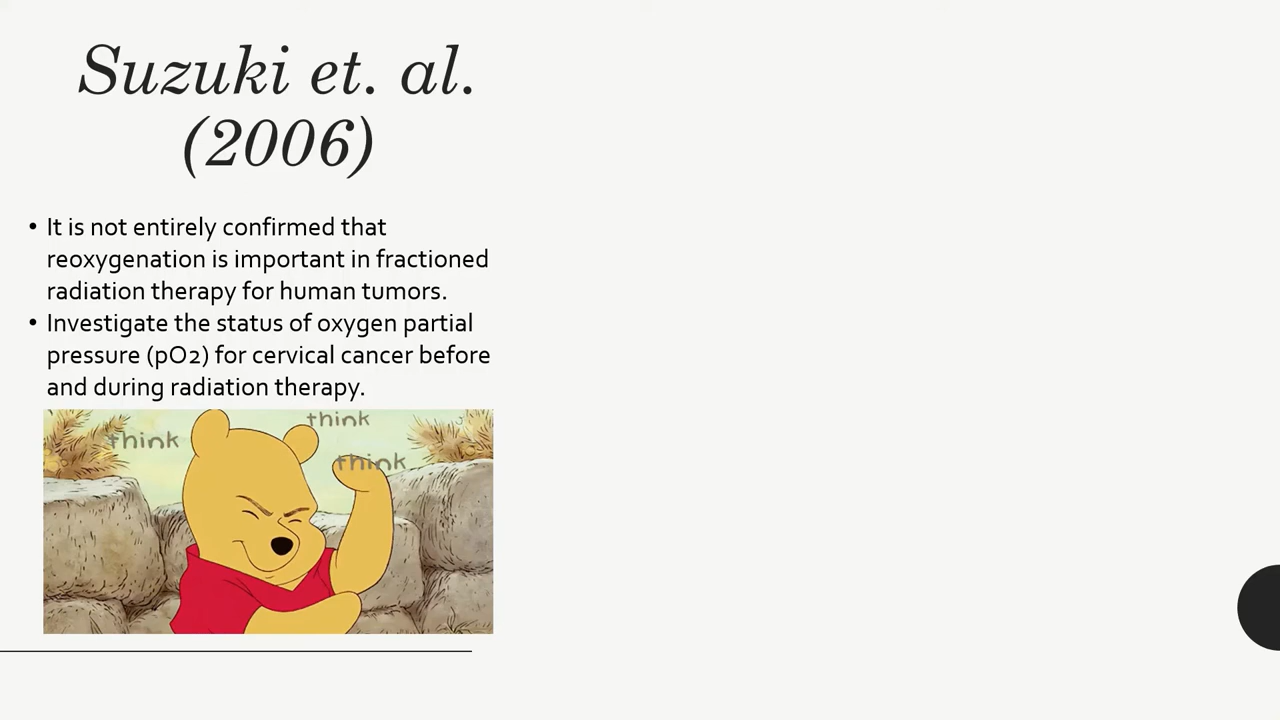 Suzuki et. al.
(2006)
• It is not entirely confirmed that
reoxygenation is important in fractioned
radiation therapy for human tumors.
• Investigate the status of oxygen partial
pressure (pO2) for cervical cancer before
and during radiation therapy.
think
think
think